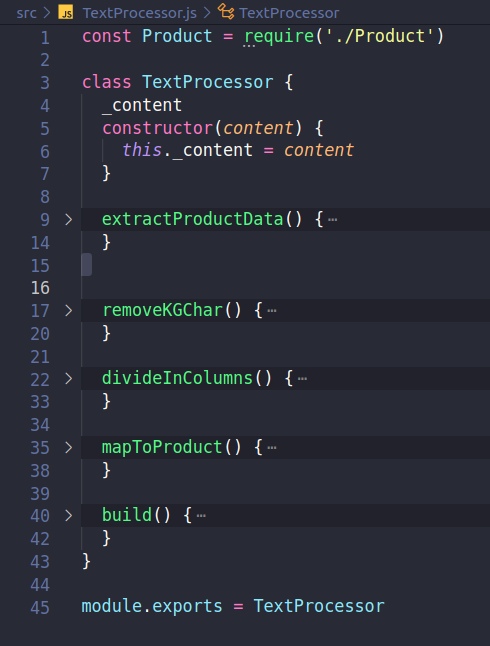 src > JS TextProcessor.js > TextProcessor
1 const Product = require('./Product')
2
3 class TextProcessor {
4 _content
5 constructor(content) {
6 this._content = content
7 }
8
9 > extractProductData() { ⋯
14 }
15
16
17 > removeKGChar() { ⋯
20 }
21
22 > divideInColumns() { ⋯
33 }
34
35 > mapToProduct() { ⋯
38 }
39
40 > build() { ⋯
42 }
43 }
44
45 module.exports = TextProcessor